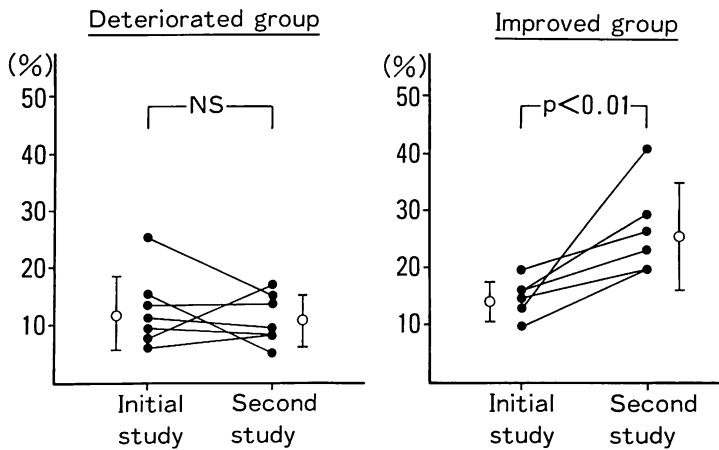 Deteriorated group
(%)
50
40
30
20
10
NS
Initial study
Second study
Improved group
(%)
50
40
30
20
10
p<0.01
Initial study
Second study